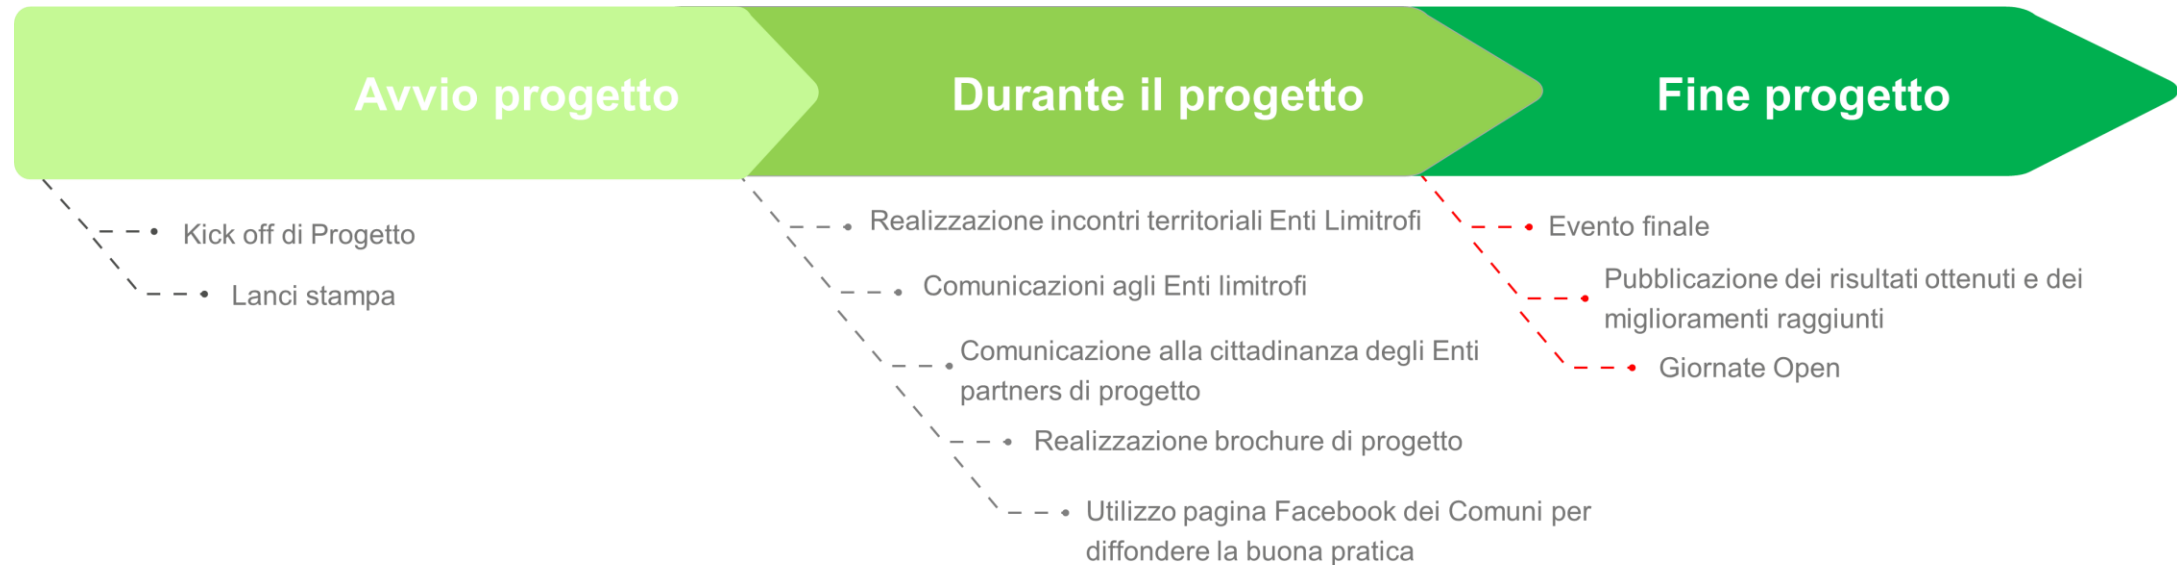 Avvio progetto
Durante il progetto
Fine progetto
Kick off di Progetto
Lanci stampa
Realizzazione incontri territoriali Enti Limitrofi
Comunicazioni agli Enti limitrofi
Comunicazione alla cittadinanza degli Enti
partners di progetto
Realizzazione brochure di progetto
Utilizzo pagina Facebook dei Comuni per
diffondere la buona pratica
Evento finale
Pubblicazione dei risultati ottenuti e dei
miglioramenti raggiunti
Giornate Open